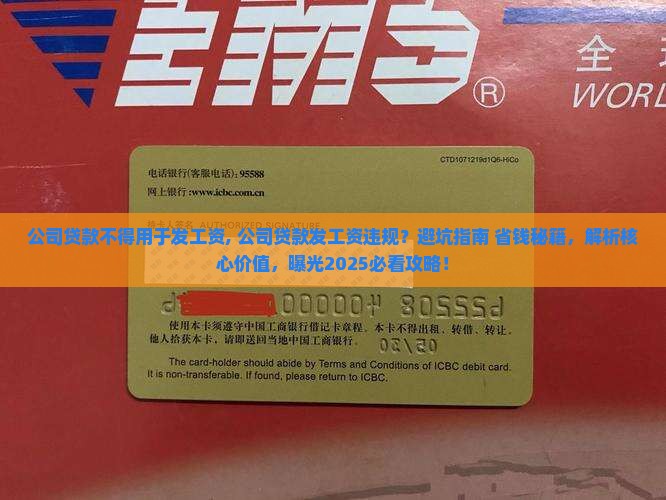 EMS®
全
WORL
CTD1071219d1Q6-HiCo
电话银行(客服电话): 95588
网上银行:www.icbc.com.cn
AUTHORIZED SIGNATURE
公司贷款不得用于发工资, 公司贷款发工资违规？避坑指南 省钱秘籍，解析核
心价值，曝光2025必看攻略！
使用本卡须遵守中国工商银行借记卡章程。本卡不得出租、转借、转让。
他人拾获本卡，请即送回当地中国工商银行。
The card-holder should abide by Terms and Conditions of ICBC debit card.
It is non-transferable. If found, please return to ICBC.